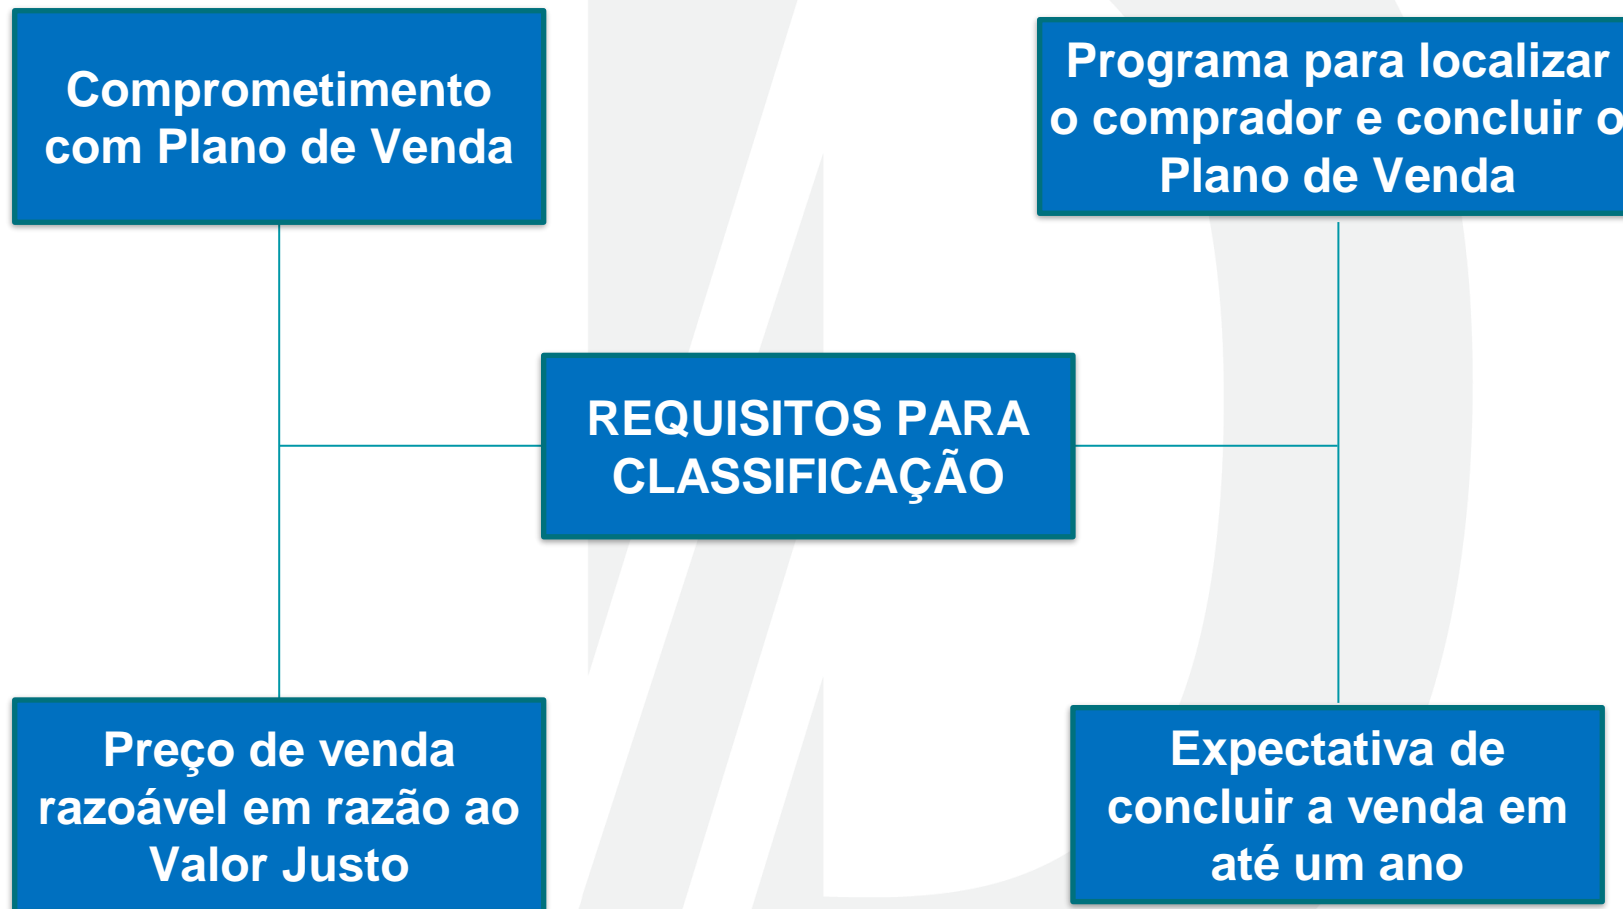 Comprometimento
com Plano de Venda
Programa para localizar
o comprador e concluir o
Plano de Venda
REQUISITOS PARA
CLASSIFICAÇÃO
Preço de venda
razoável em razão ao
Valor Justo
Expectativa de
concluir a venda em
até um ano